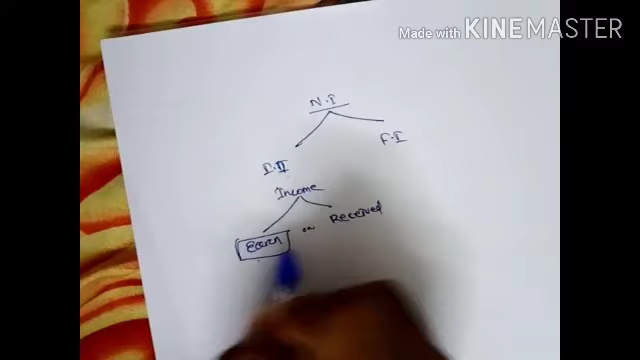 Made with KINEMASTER
N.I
F.I
I.I
Income
Earn or Received